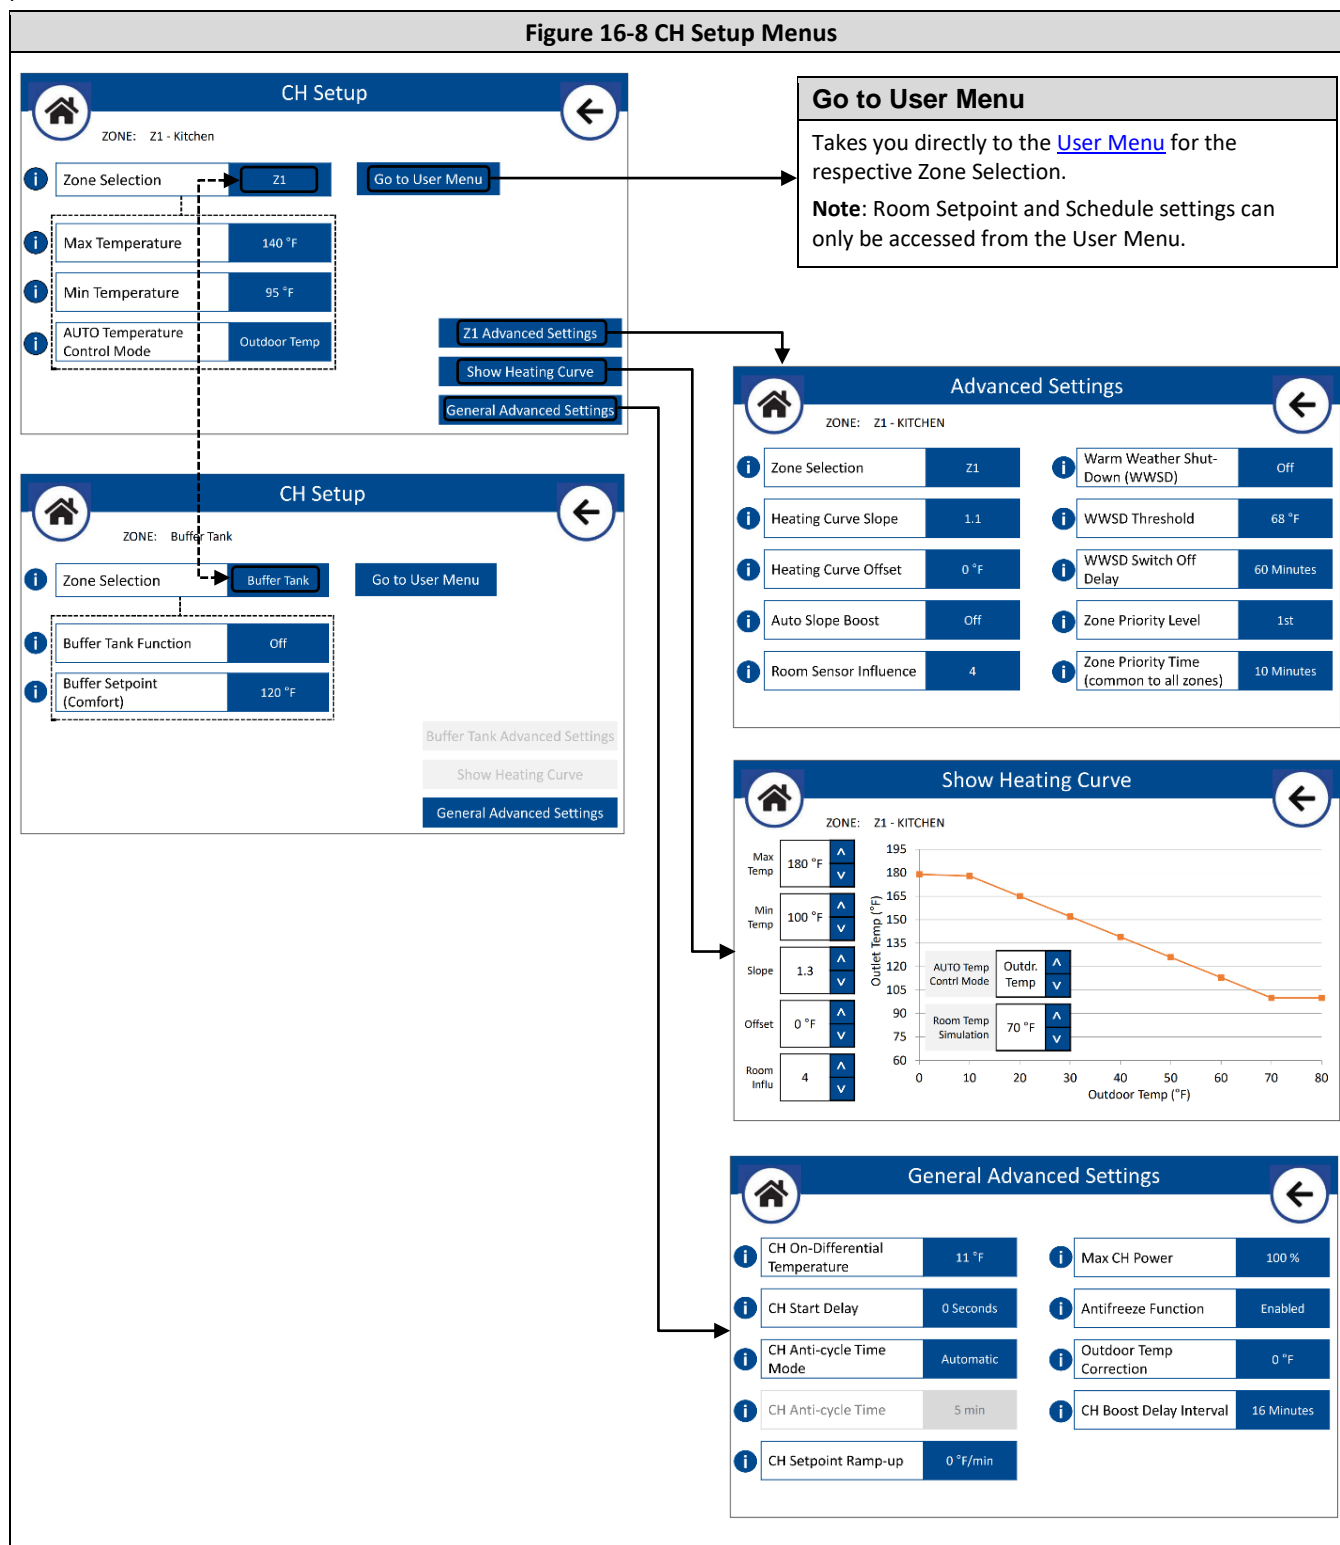 Figure 16-8 CH Setup Menus
CH Setup
ZONE: Z1 - Kitchen
Zone Selection
Z1
Go to User Menu
Max Temperature
140 °F
Min Temperature
95 °F
AUTO Temperature
Control Mode
Outdoor Temp
Z1 Advanced Settings
Show Heating Curve
General Advanced Settings
Go to User Menu
Takes you directly to the User Menu for the
respective Zone Selection.
Note: Room Setpoint and Schedule settings can
only be accessed from the User Menu.
CH Setup
ZONE: Buffer Tank
Zone Selection
Buffer Tank
Go to User Menu
Buffer Tank Function
Off
Buffer Setpoint
(Comfort)
120 °F
Buffer Tank Advanced Settings
Show Heating Curve
General Advanced Settings
Advanced Settings
ZONE: Z1 - KITCHEN
Zone Selection
Z1
Heating Curve Slope
1.1
Heating Curve Offset
0 °F
Auto Slope Boost
Off
Room Sensor Influence
4
Warm Weather Shut-
Down (WWSD)
Off
WWSD Threshold
68 °F
WWSD Switch Off
Delay
60 Minutes
Zone Priority Level
1st
Zone Priority Time
(common to all zones)
10 Minutes
Show Heating Curve
ZONE: Z1 - KITCHEN
Max
Temp
180 °F
Min
Temp
100 °F
Slope
1.3
Offset
0 °F
Room
Influ
4
Outlet Temp (°F)
195
180
165
150
135
120
105
90
75
60
AUTO Temp
Contrl Mode
Outdr.
Temp
Room Temp
Simulation
70 °F
0 10 20 30 40 50 60 70 80
Outdoor Temp (°F)
General Advanced Settings
CH On-Differential
Temperature
11 °F
CH Start Delay
0 Seconds
CH Anti-cycle Time
Mode
Automatic
CH Anti-cycle Time
5 min
CH Setpoint Ramp-up
0 °F/min
Max CH Power
100 %
Antifreeze Function
Enabled
Outdoor Temp
Correction
0 °F
CH Boost Delay Interval
16 Minutes